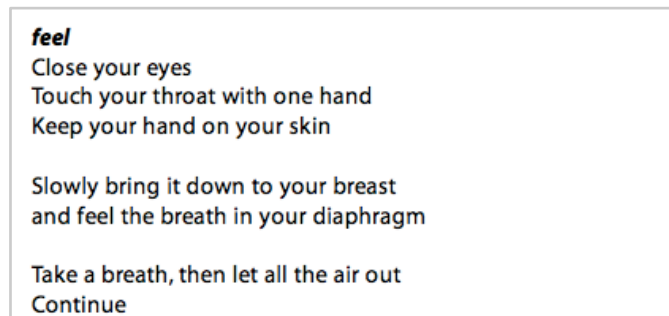 feel
Close your eyes
Touch your throat with one hand
Keep your hand on your skin
Slowly bring it down to your breast
and feel the breath in your diaphragm
Take a breath, then let all the air out
Continue